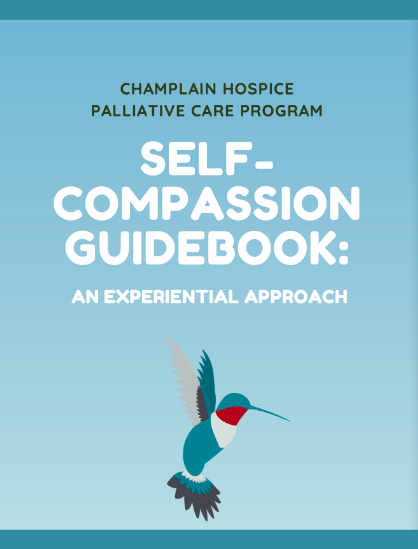 CHAMPLAIN HOSPICE
PALLIATIVE CARE PROGRAM
SELF-
COMPASSION
GUIDEBOOK:
AN EXPERIENTIAL APPROACH